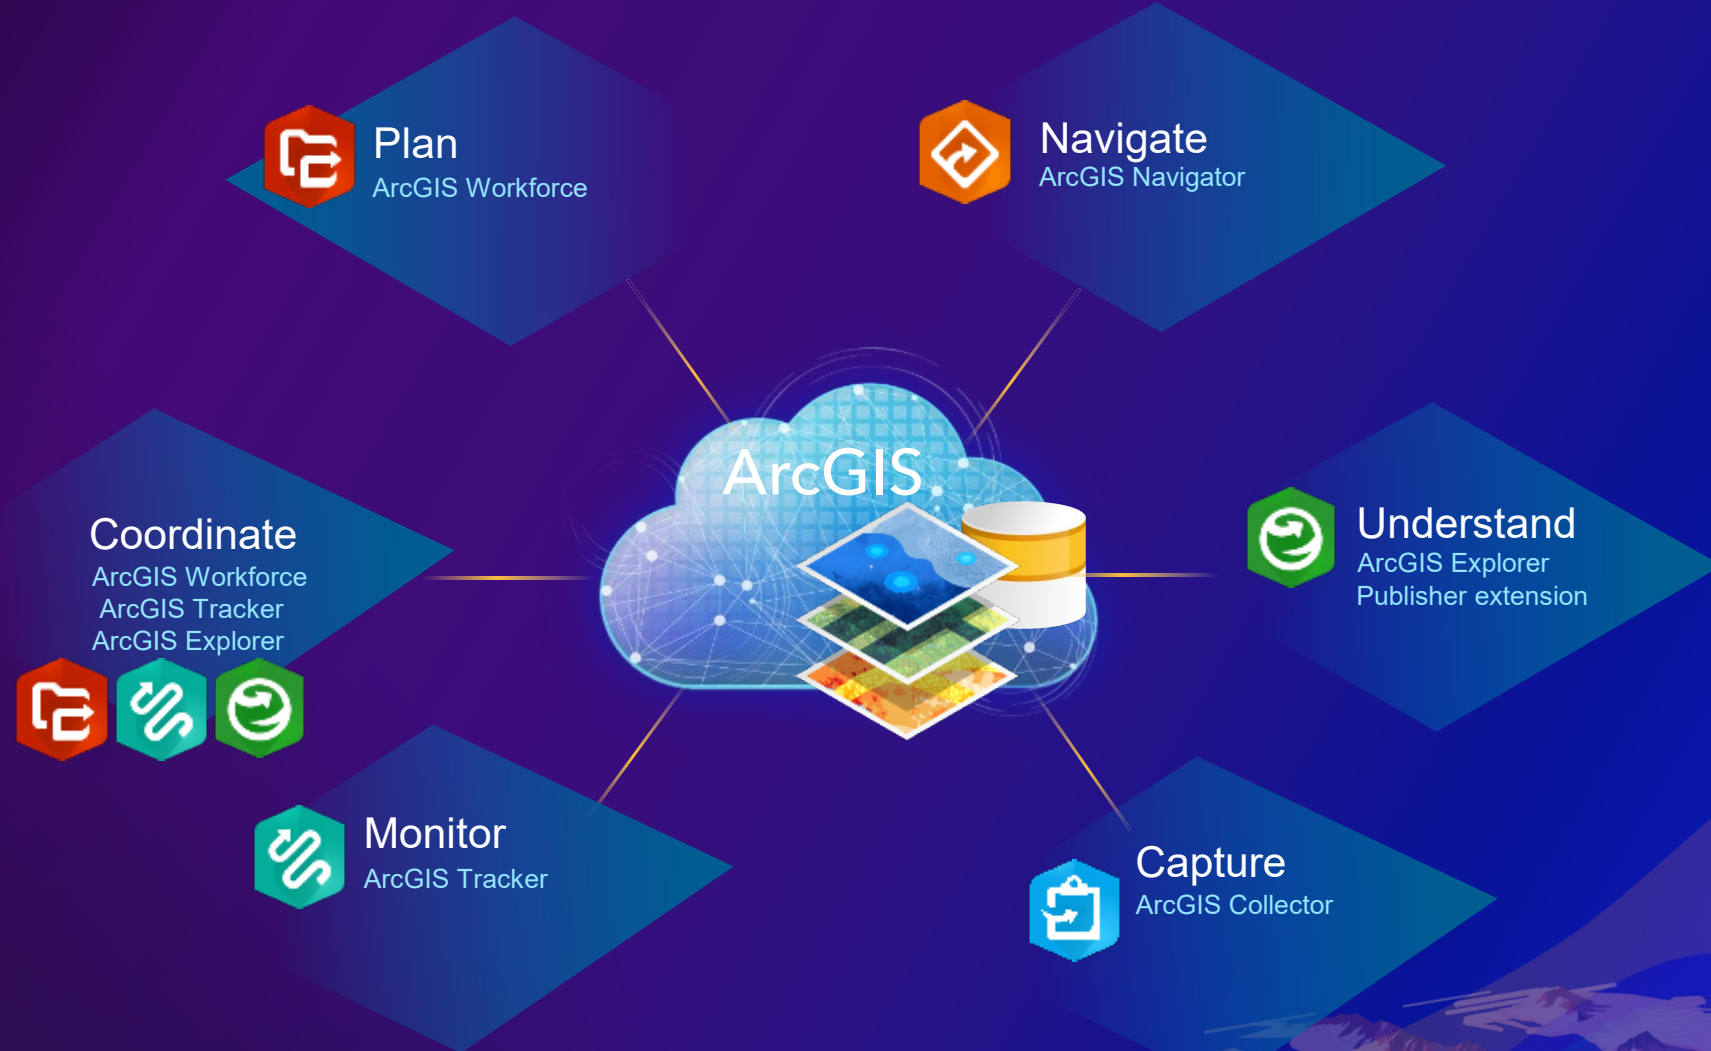 Plan
ArcGIS Workforce
Navigate
ArcGIS Navigator
ArcGIS
Coordinate
ArcGIS Workforce
ArcGIS Tracker
ArcGIS Explorer
Understand
ArcGIS Explorer
Publisher extension
Monitor
ArcGIS Tracker
Capture
ArcGIS Collector